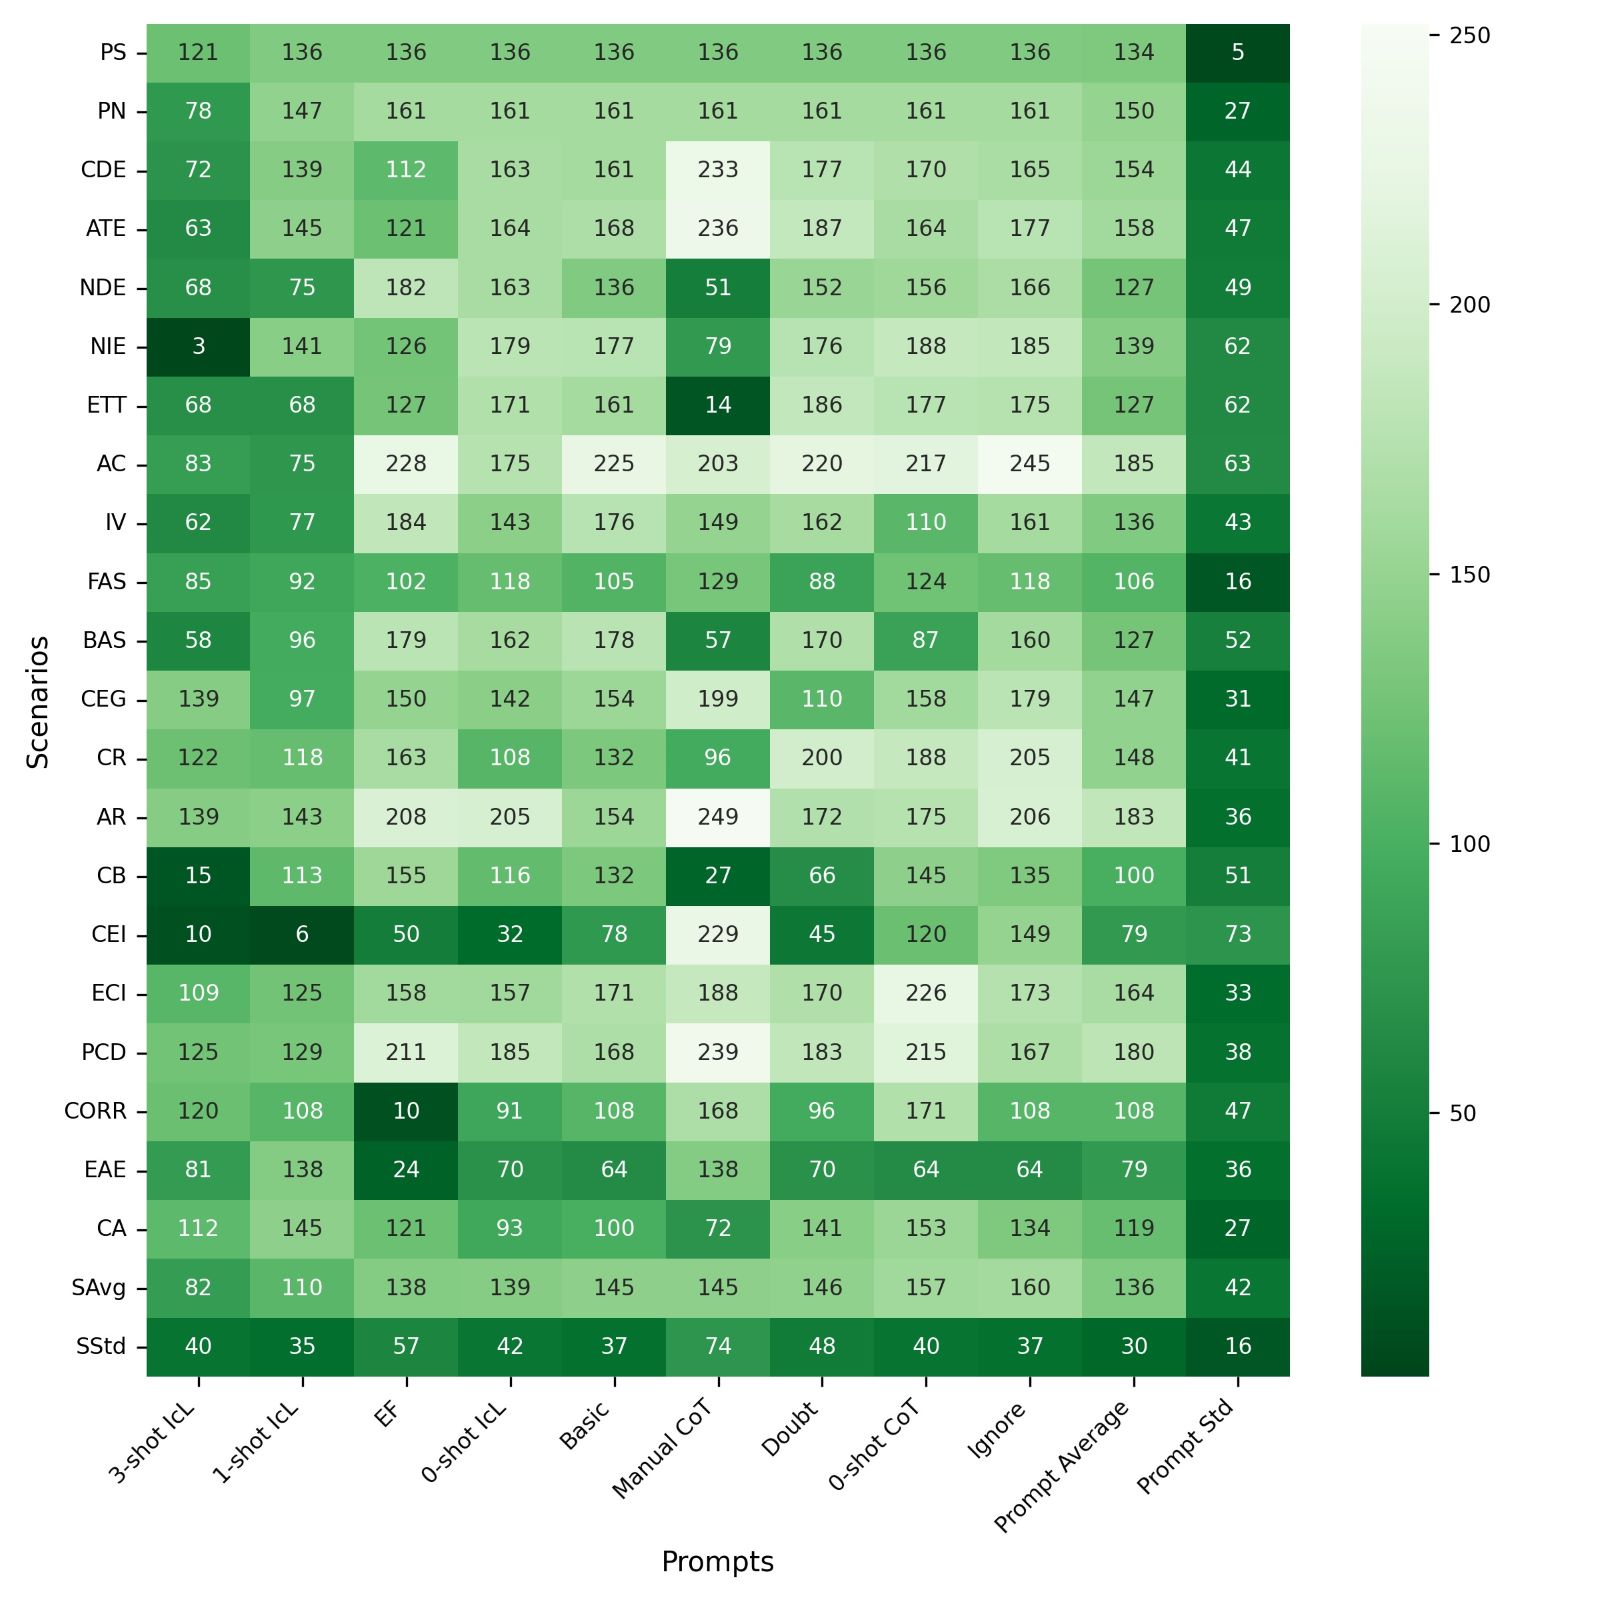 PS 121 136 136 136 136 136 136 136 136 134 5
PN 78 147 161 161 161 161 161 161 161 150 27
CDE 72 139 112 163 161 233 177 170 165 154 44
ATE 63 145 121 164 168 236 187 164 177 158 47
NDE 68 75 182 163 136 51 152 156 166 127 49
NIE 3 141 126 179 177 79 176 188 185 139 62
ETT 68 68 127 171 161 14 186 177 175 127 62
AC 83 75 228 175 225 203 220 217 245 185 63
IV 62 77 184 143 176 149 162 110 161 136 43
FAS 85 92 102 118 105 129 88 124 118 106 16
BAS 58 96 179 162 178 57 170 87 160 127 52
CEG 139 97 150 142 154 199 110 158 179 147 31
CR 122 118 163 108 132 96 200 188 205 148 41
AR 139 143 208 205 154 249 172 175 206 183 36
CB 15 113 155 116 132 27 66 145 135 100 51
CEI 10 6 50 32 78 229 45 120 149 79 73
ECI 109 125 158 157 171 188 170 226 173 164 33
PCD 125 129 211 185 168 239 183 215 167 180 38
CORR 120 108 10 91 108 168 96 171 108 108 47
EAE 81 138 24 70 64 138 70 64 64 79 36
CA 112 145 121 93 100 72 141 153 134 119 27
SAvg 82 110 138 139 145 145 146 157 160 136 42
SStd 40 35 57 42 37 74 48 40 37 30 16
Scenarios
3-shot IcL
1-shot IcL
EF
0-shot IcL
Basic
Manual CoT
Doubt
0-shot CoT
Ignore
Prompt Average
Prompt Std
Prompts
250
200
150
100
50